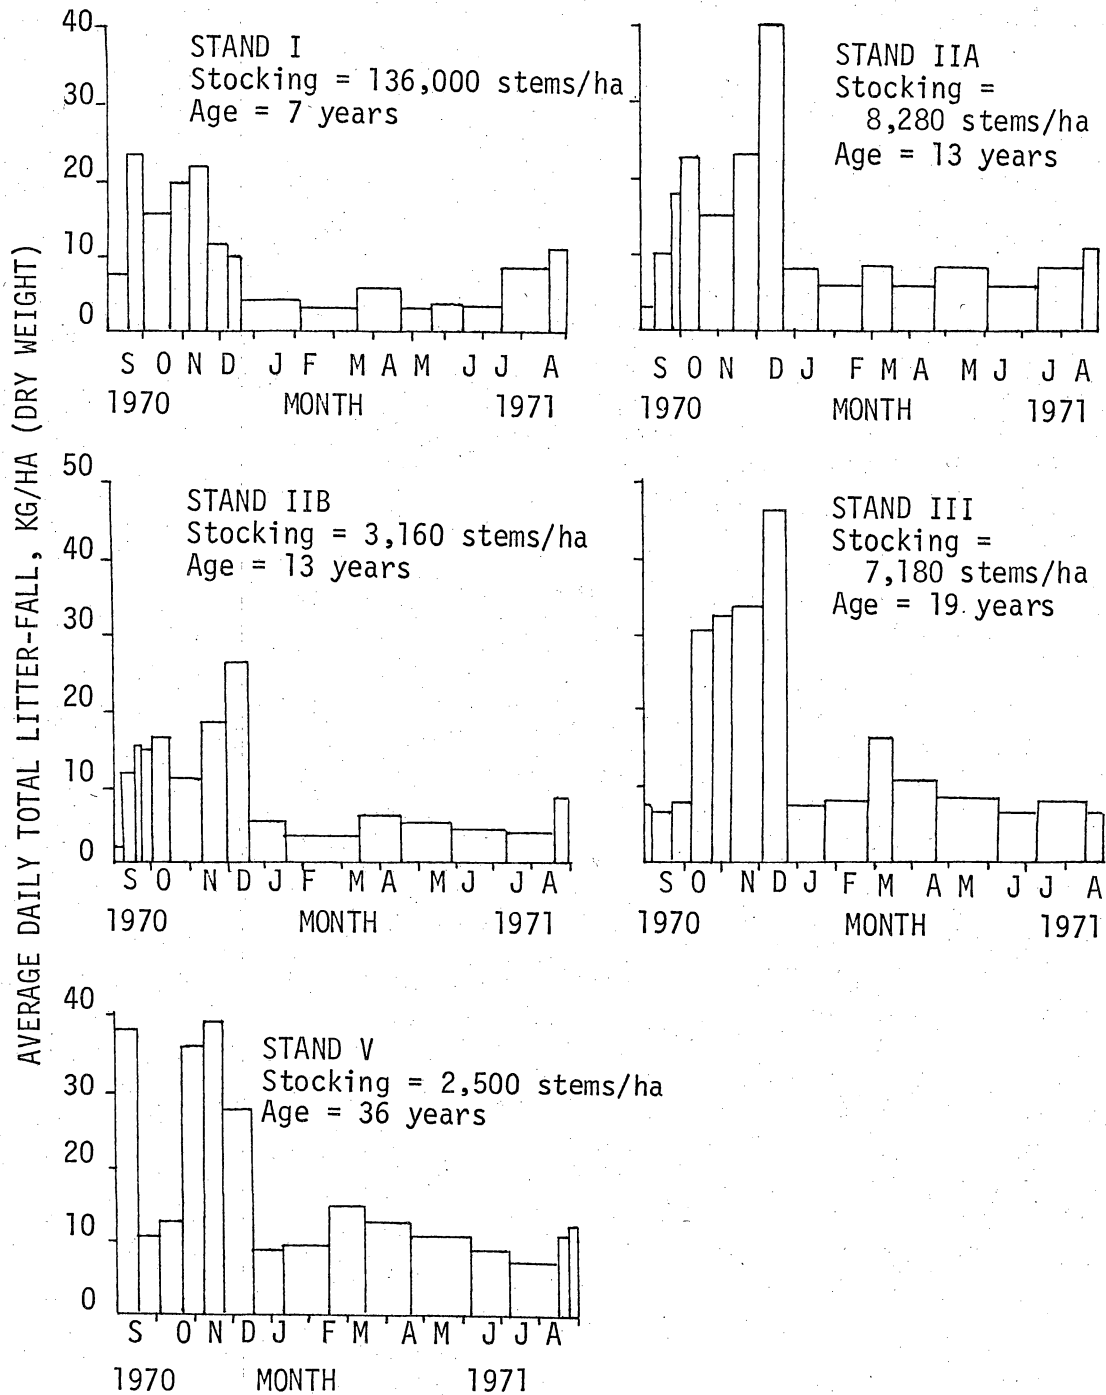 AVERAGE DAILY TOTAL LITTER-FALL, KG/HA (DRY WEIGHT)
40
30
20
10
0
STAND I
Stocking = 136,000 stems/ha
Age = 7 years
S O N D J F M A M J J A
1970 MONTH 1971
STAND IIA
Stocking =
8,280 stems/ha
Age = 13 years
S O N D J F M A M J J A
1970 MONTH 1971
50
40
30
20
10
0
STAND IIB
Stocking = 3,160 stems/ha
Age = 13 years
S O N D J F M A M J J A
1970 MONTH 1971
STAND III
Stocking =
7,180 stems/ha
Age = 19 years
S O N D J F M A M J J A
1970 MONTH 1971
40
30
20
10
0
STAND V
Stocking = 2,500 stems/ha
Age = 36 years
S O N D J F M A M J J A
1970 MONTH 1971